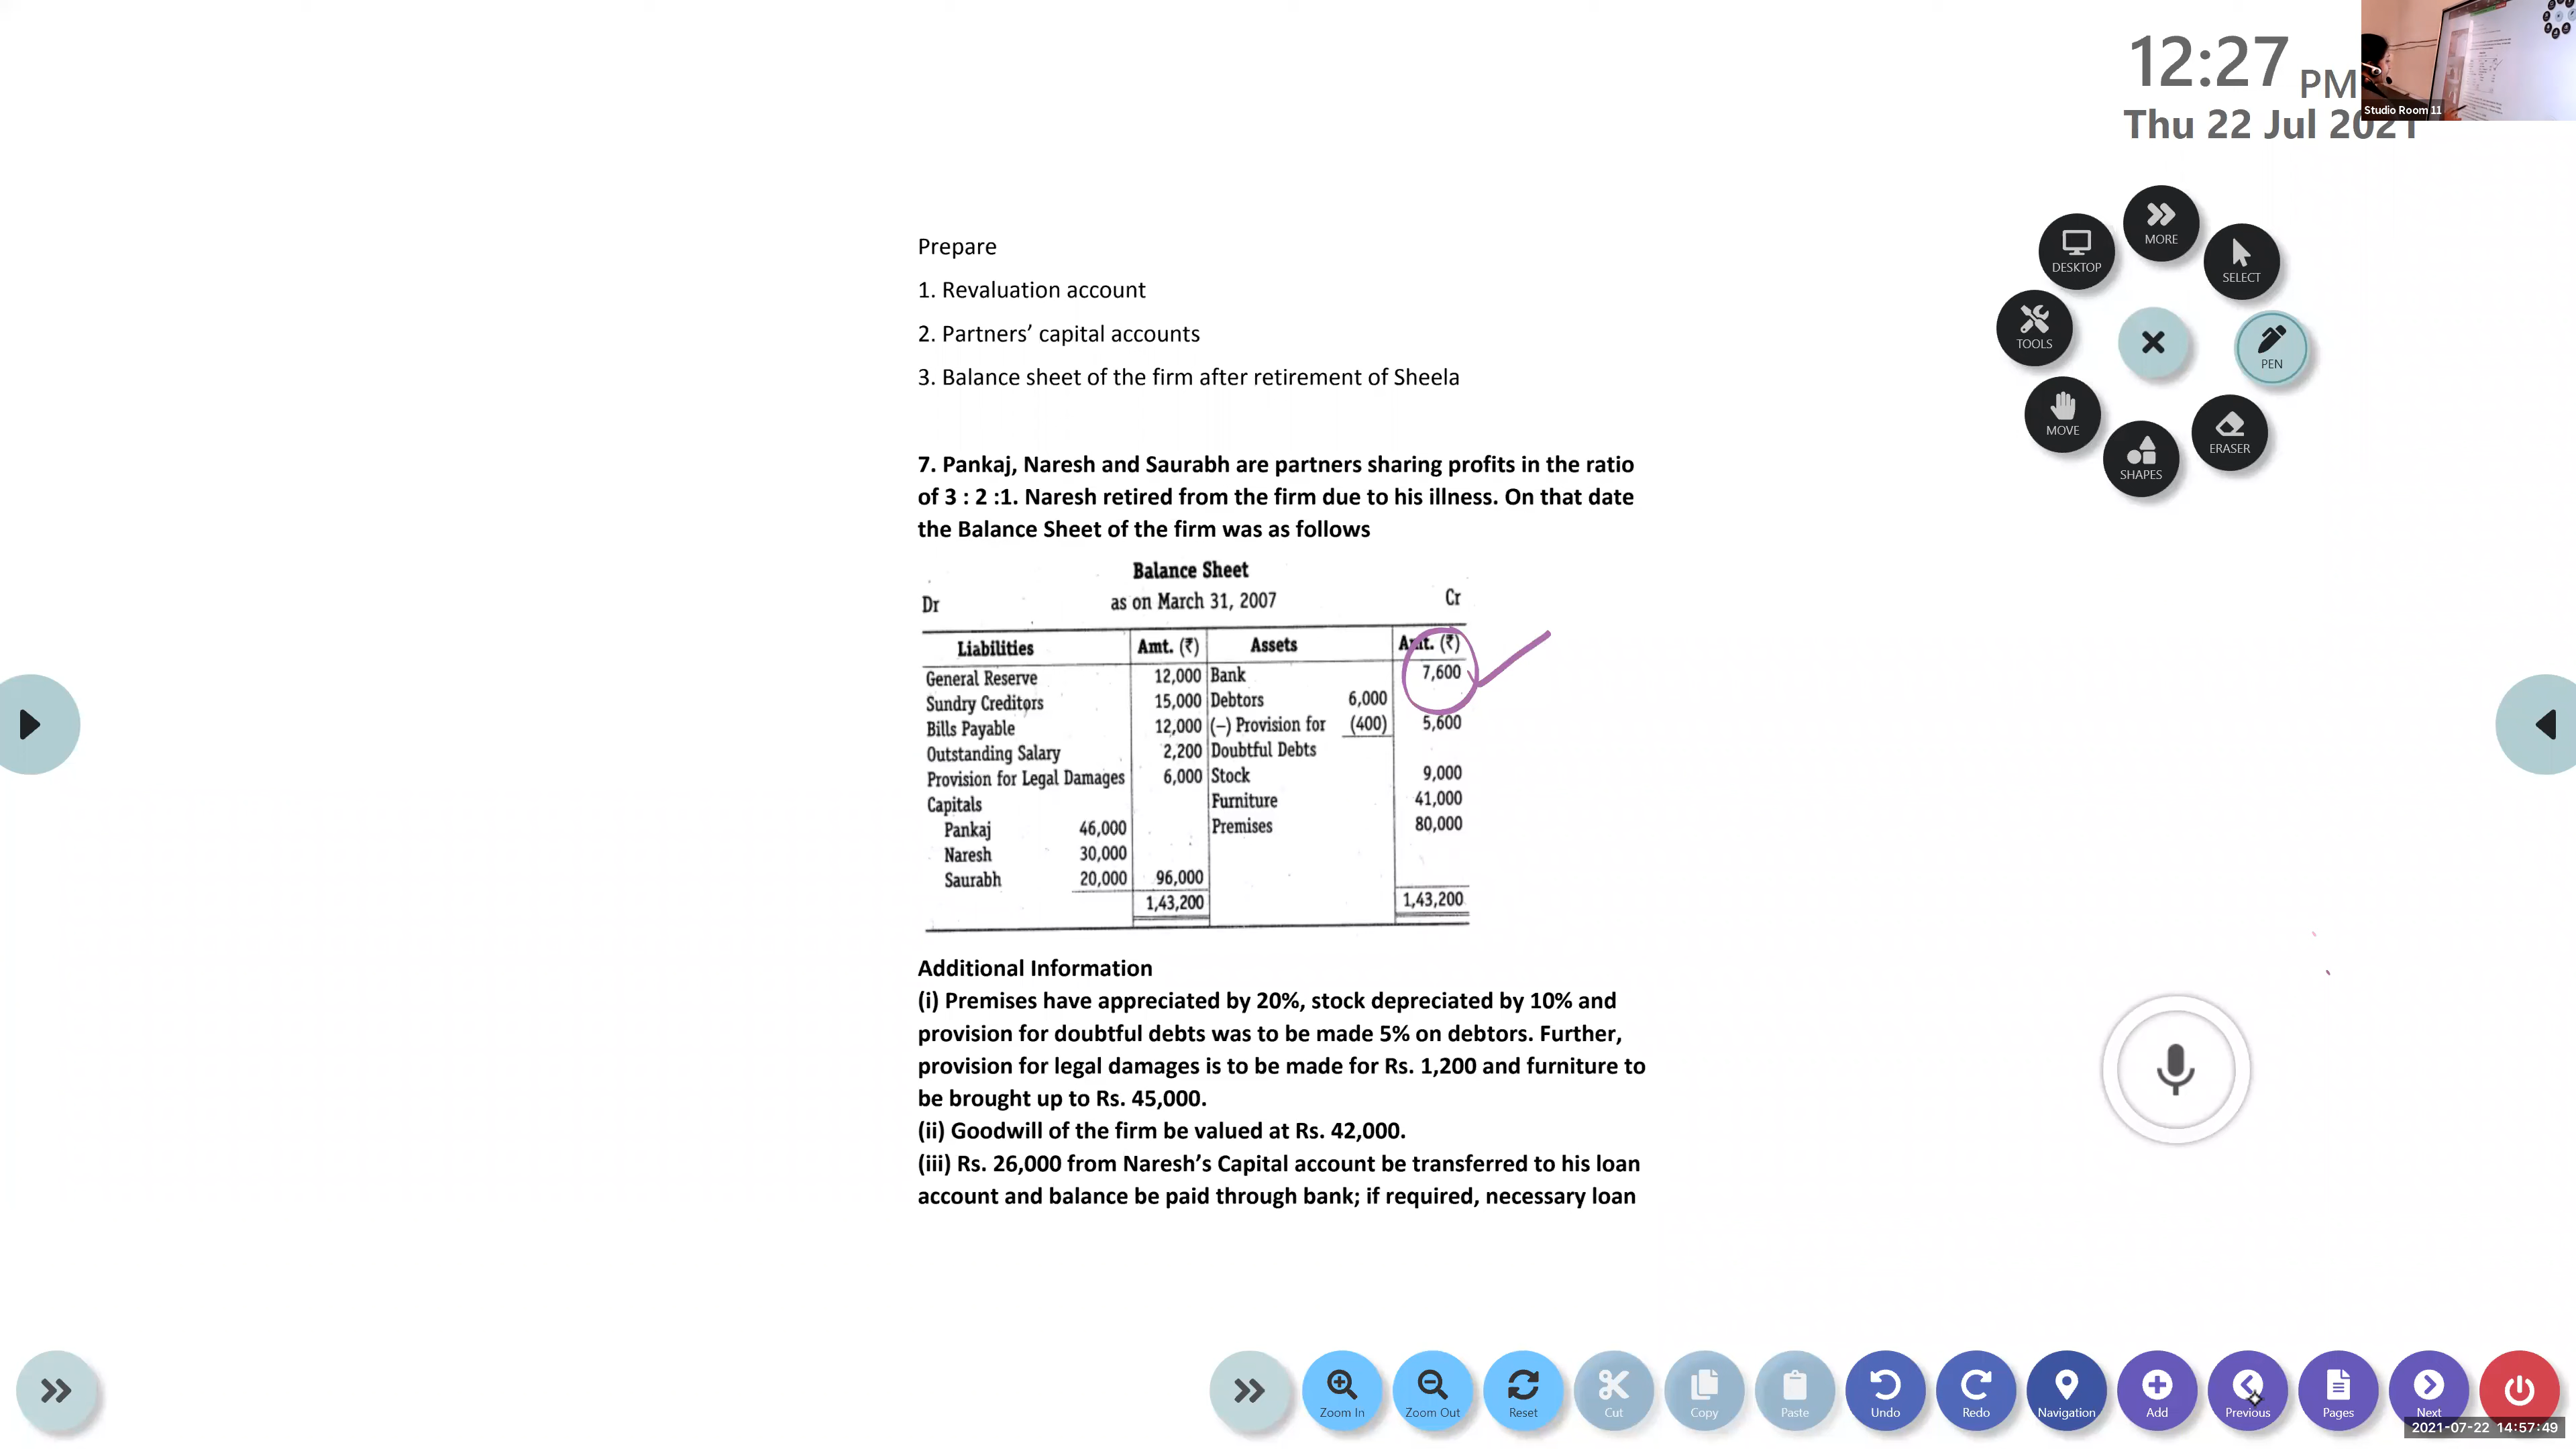 12:27 PM
Thu 22 Jul 2021
Studio Room 11
MORE
DESKTOP
SELECT
TOOLS
PEN
MOVE
ERASER
SHAPES
Prepare
1. Revaluation account
2. Partners’ capital accounts
3. Balance sheet of the firm after retirement of Sheela
7. Pankaj, Naresh and Saurabh are partners sharing profits in the ratio
of 3 : 2 :1. Naresh retired from the firm due to his illness. On that date
the Balance Sheet of the firm was as follows
Balance Sheet
Dr as on March 31, 2007 Cr
Liabilities Amt. (₹) Assets Amt. (₹)
General Reserve 12,000 Bank 7,600
Sundry Creditors 15,000 Debtors 6,000
Bills Payable 12,000 (–) Provision for (400) 5,600
Outstanding Salary 2,200 Doubtful Debts
Provision for Legal Damages 6,000 Stock 9,000
Capitals Furniture 41,000
Pankaj 46,000 Premises 80,000
Naresh 30,000
Saurabh 20,000 96,000
1,43,200 1,43,200
Additional Information
(i) Premises have appreciated by 20%, stock depreciated by 10% and
provision for doubtful debts was to be made 5% on debtors. Further,
provision for legal damages is to be made for Rs. 1,200 and furniture to
be brought up to Rs. 45,000.
(ii) Goodwill of the firm be valued at Rs. 42,000.
(iii) Rs. 26,000 from Naresh’s Capital account be transferred to his loan
account and balance be paid through bank; if required, necessary loan
Zoom In Zoom Out Reset Cut Copy Paste Undo Redo Navigation Add Previous Pages Next
2021-07-22 14:57:49